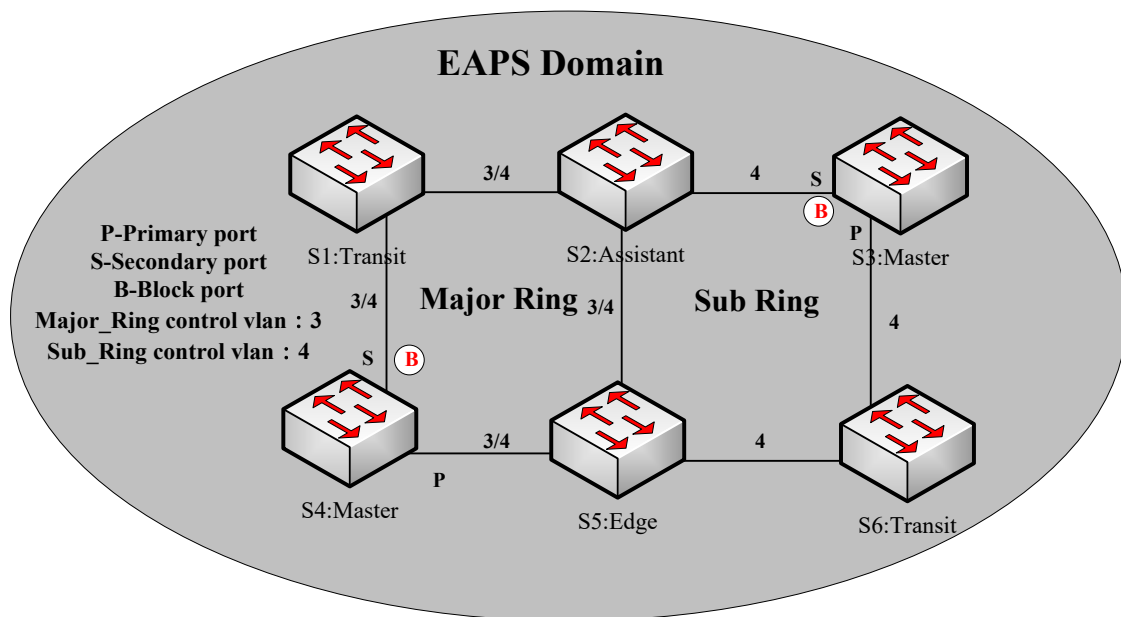 EAPS Domain
3/4
4
S
B
P
S1:Transit
S2:Assistant
S3:Master
P-Primary port
S-Secondary port
B-Block port
Major_Ring control vlan：3
Sub_Ring control vlan：4
3/4
Major Ring
3/4
Sub Ring
4
S
B
3/4
P
4
S4:Master
S5:Edge
S6:Transit